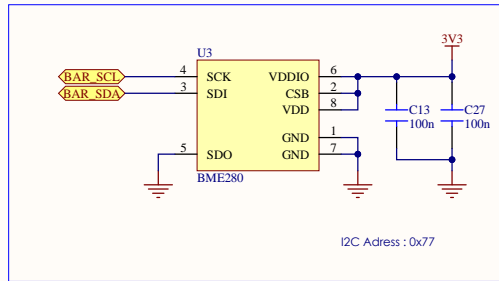 U3
3V3
BAR_SCL 4 SCK VDDIO 6
BAR_SDA 3 SDI CSB 2
VDD 8
C13 C27
100n 100n
GND 1
5 SDO GND 7
BME280
I2C Adress : 0x77